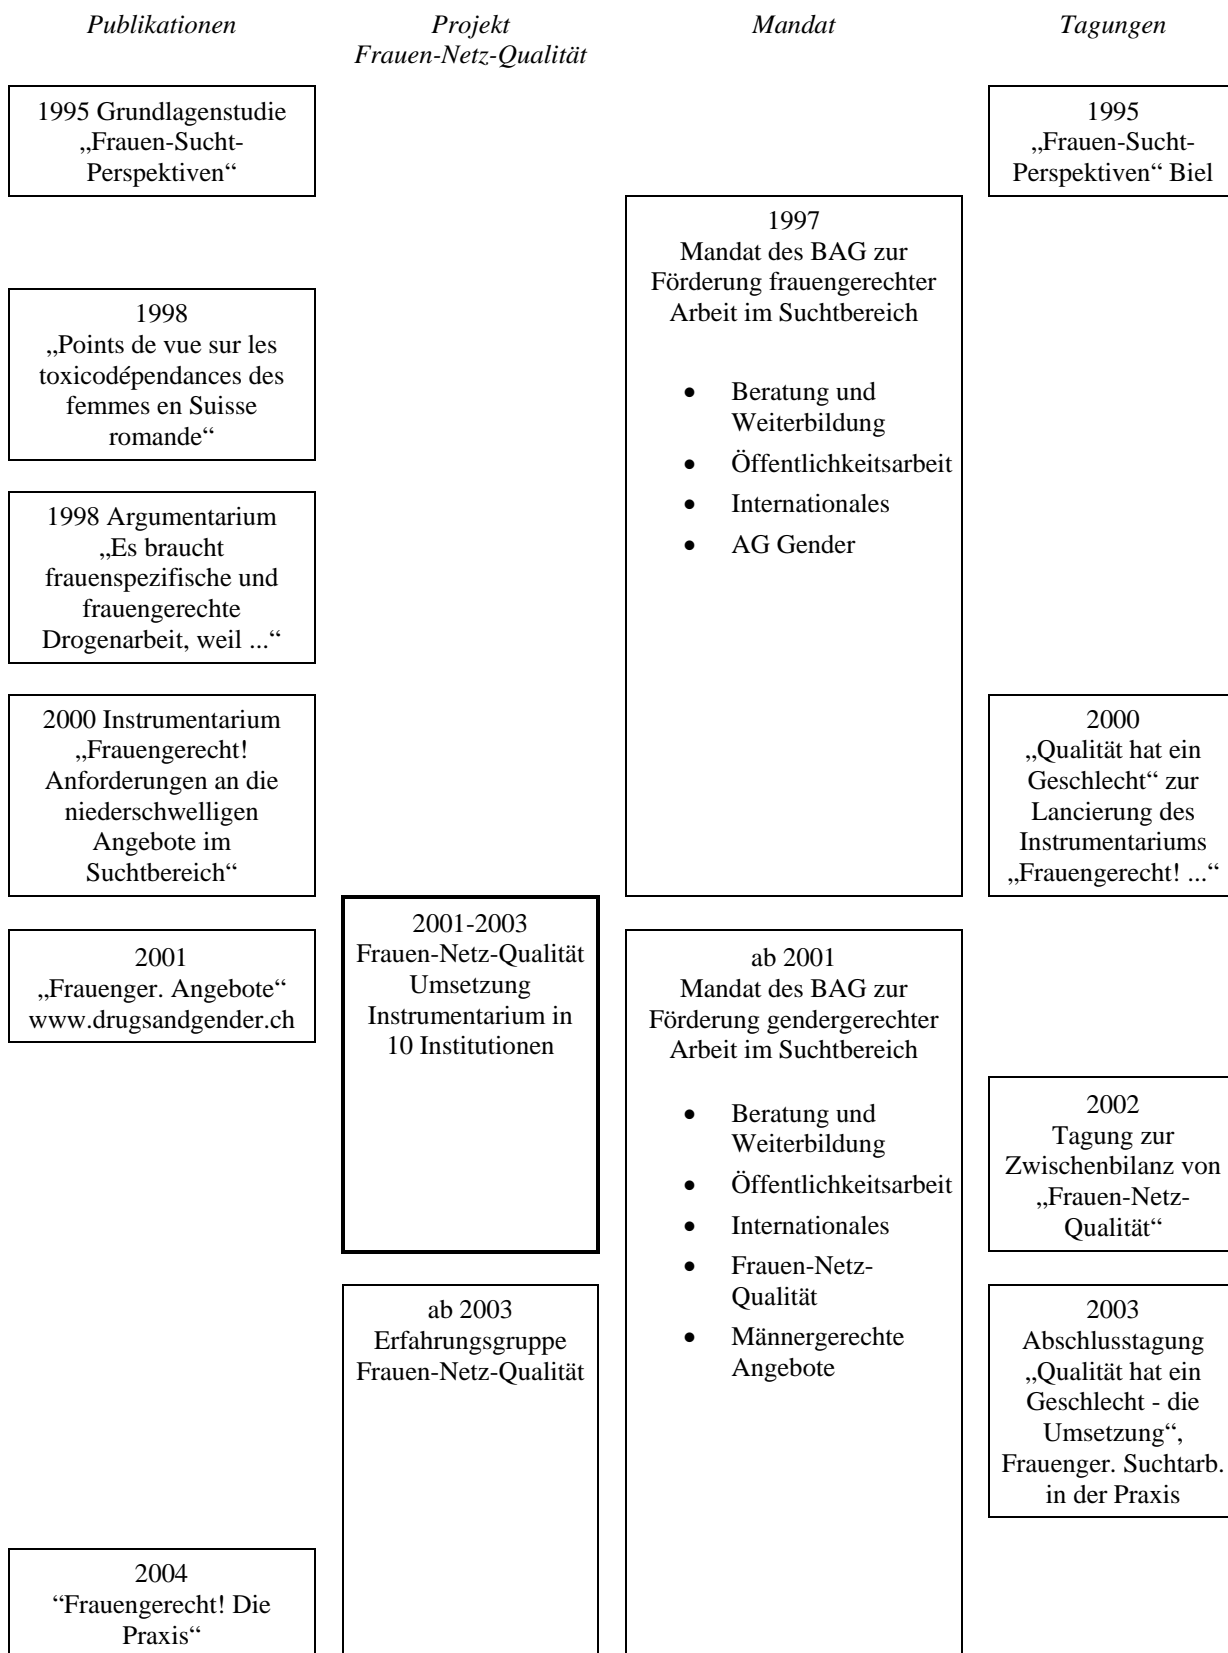 Publikationen
Projekt
Frauen-Netz-Qualität
Mandat
Tagungen
1995 Grundlagenstudie
„Frauen-Sucht-
Perspektiven“
1995
„Frauen-Sucht-
Perspektiven“ Biel
1997
Mandat des BAG zur
Förderung frauengerechter
Arbeit im Suchtbereich
• Beratung und
Weiterbildung
• Öffentlichkeitsarbeit
• Internationales
• AG Gender
1998
„Points de vue sur les
toxicodépendances des
femmes en Suisse
romande“
1998 Argumentarium
„Es braucht
frauenspezifische und
frauengerechte
Drogenarbeit, weil ...“
2000 Instrumentarium
„Frauengerecht!
Anforderungen an die
niederschwelligen
Angebote im
Suchtbereich“
2000
„Qualität hat ein
Geschlecht“ zur
Lancierung des
Instrumentariums
„Frauengerecht! ...“
2001
„Frauenger. Angebote“
www.drugsandgender.ch
2001-2003
Frauen-Netz-Qualität
Umsetzung
Instrumentarium in
10 Institutionen
ab 2001
Mandat des BAG zur
Förderung gendergerechter
Arbeit im Suchtbereich
• Beratung und
Weiterbildung
• Öffentlichkeitsarbeit
• Internationales
• Frauen-Netz-
Qualität
• Männergerechte
Angebote
2002
Tagung zur
Zwischenbilanz von
„Frauen-Netz-
Qualität“
ab 2003
Erfahrungsgruppe
Frauen-Netz-Qualität
2003
Abschlusstagung
„Qualität hat ein
Geschlecht - die
Umsetzung“,
Frauenger. Suchtarb.
in der Praxis
2004
“Frauengerecht! Die
Praxis“